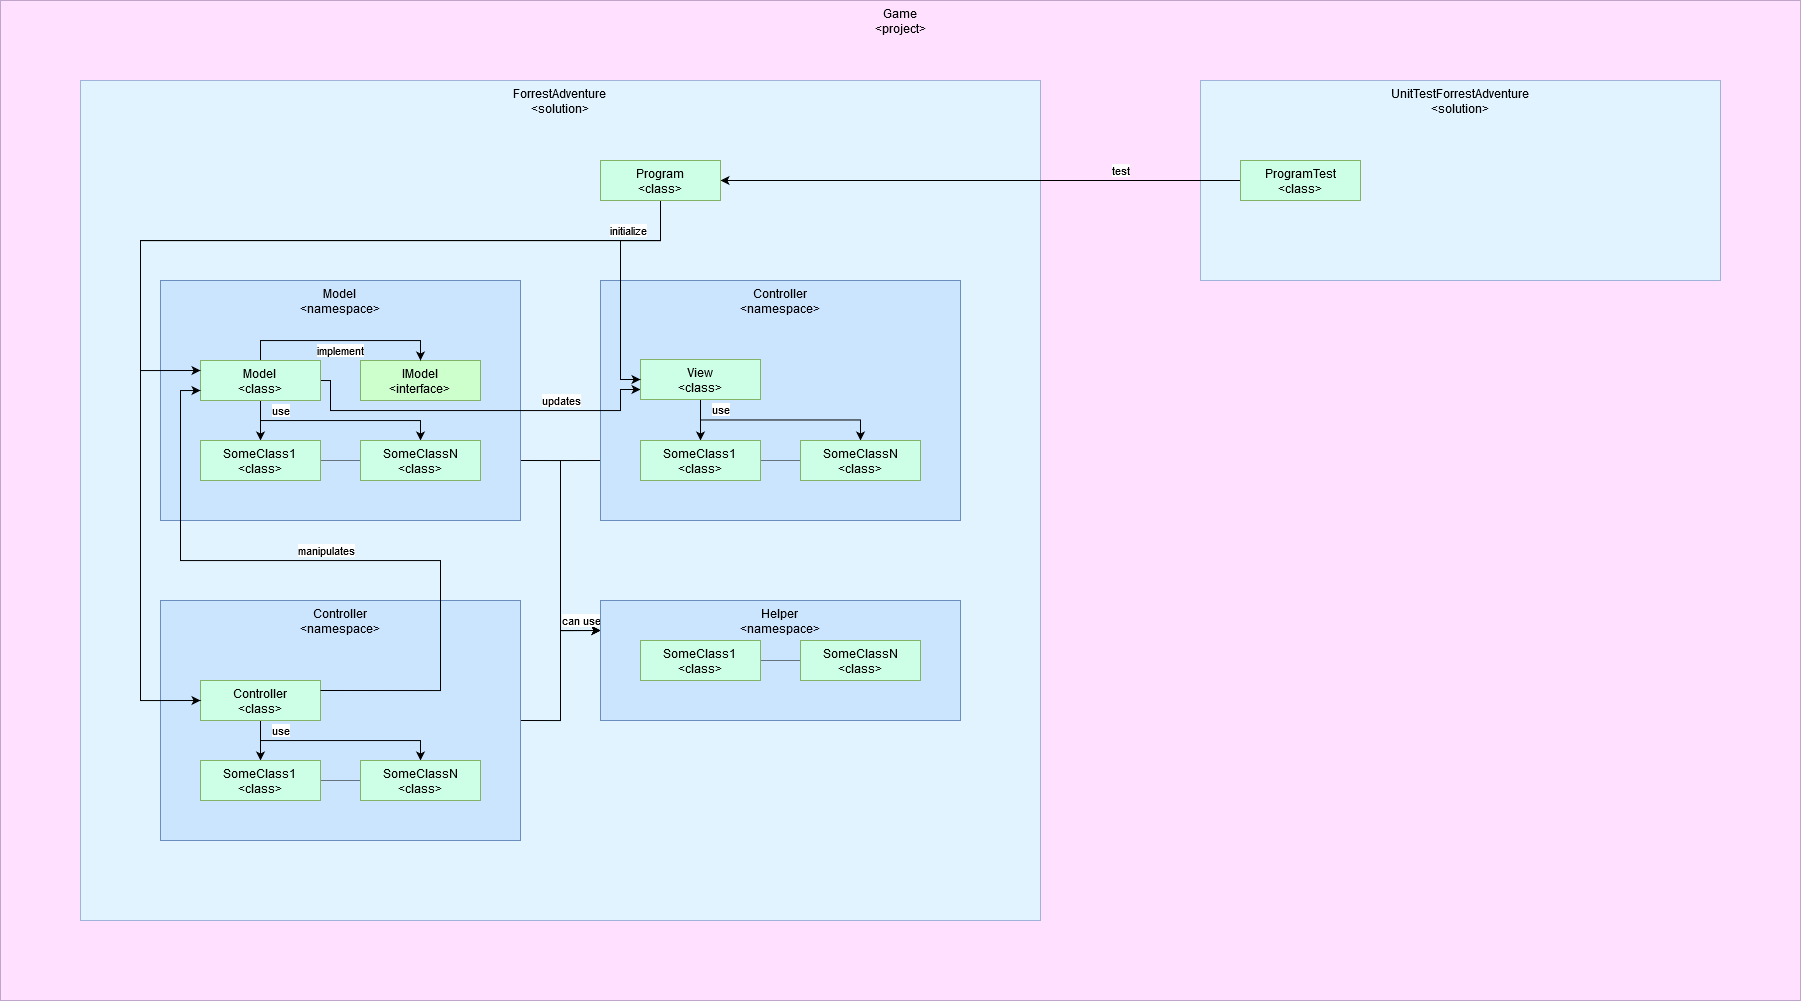 Game
<project>
ForrestAdventure
<solution>
UnitTestForrestAdventure
<solution>
Program
<class>
test
ProgramTest
<class>
initialize
Model
<namespace>
implement
Model
<class>
IModel
<interface>
use
SomeClass1
<class>
SomeClassN
<class>
updates
Controller
<namespace>
View
<class>
use
SomeClass1
<class>
SomeClassN
<class>
manipulates
Controller
<namespace>
Controller
<class>
use
SomeClass1
<class>
SomeClassN
<class>
can use
Helper
<namespace>
SomeClass1
<class>
SomeClassN
<class>